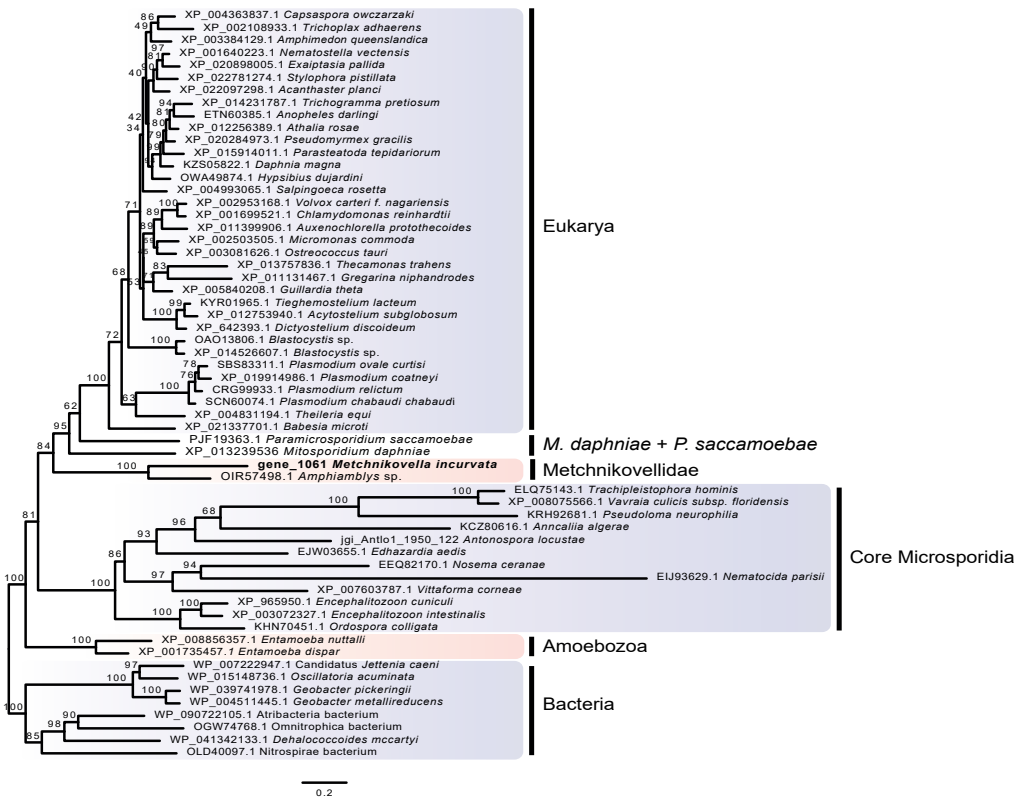 XP_004363837.1 Capsaspora owczarzaki
XP_002108933.1 Trichoplax adhaerens
XP_003384129.1 Amphimedon queenslandica
XP_001640223.1 Nematostella vectensis
XP_020898005.1 Exaiptasia pallida
XP_022781274.1 Stylophora pistillata
XP_022097298.1 Acanthaster planci
XP_014231787.1 Trichogramma pretiosum
ETN60385.1 Anopheles darlingi
XP_012256389.1 Athalia rosae
XP_020284973.1 Pseudomyrmex gracilis
XP_015914011.1 Parasteatoda tepidariorum
KZS05822.1 Daphnia magna
OWA49874.1 Hypsibius dujardini
XP_004993065.1 Salpingoeca rosetta
XP_002953168.1 Volvox carteri f. nagariensis
XP_001699521.1 Chlamydomonas reinhardtii
XP_011399906.1 Auxenochlorella protothecoides
XP_002503505.1 Micromonas commoda
XP_003081626.1 Ostreococcus tauri
XP_013757836.1 Thecamonas trahens
XP_011131467.1 Gregarina niphandrodes
XP_005840208.1 Guillardia theta
KYR01965.1 Tieghemostelium lacteum
XP_012753940.1 Acytostelium subglobosum
XP_642393.1 Dictyostelium discoideum
OAO13806.1 Blastocystis sp.
XP_014526607.1 Blastocystis sp.
SBS83311.1 Plasmodium ovale curtisi
XP_019914986.1 Plasmodium coatneyi
CRG99933.1 Plasmodium relictum
SCN60074.1 Plasmodium chabaudi chabaudi
XP_004831194.1 Theileria equi
XP_021337701.1 Babesia microti
Eukarya
PJF19363.1 Paramicrosporidium saccamoebae
XP_013239536 Mitosporidium daphniae
M. daphniae + P. saccamoebae
gene_1061 Metchnikovella incurvata
OIR57498.1 Amphiamblys sp.
Metchnikovellidae
ELQ75143.1 Trachipleistophora hominis
XP_008075566.1 Vavraia culicis subsp. floridensis
KRH92681.1 Pseudoloma neurophilia
KCZ80616.1 Anncaliia algerae
jgi_Antlo1_1950_122 Antonospora locustae
EJW03655.1 Edhazardia aedis
EEQ82170.1 Nosema ceranae
EIJ93629.1 Nematocida parisii
XP_007603787.1 Vittaforma corneae
XP_965950.1 Encephalitozoon cuniculi
XP_003072327.1 Encephalitozoon intestinalis
KHN70451.1 Ordospora colligata
Core Microsporidia
XP_008856357.1 Entamoeba nuttalli
XP_001735457.1 Entamoeba dispar
Amoebozoa
WP_007222947.1 Candidatus Jettenia caeni
WP_015148736.1 Oscillatoria acuminata
WP_039741978.1 Geobacter pickeringii
WP_004511445.1 Geobacter metallireducens
WP_090722105.1 Atribacteria bacterium
OGW74768.1 Omnitrophica bacterium
WP_041342133.1 Dehalococcoides mccartyi
OLD40097.1 Nitrospirae bacterium
Bacteria
86
49
97
81
90
40
94
81
80
79
99
42
34
71
100
89
89
83
53
68
99
100
72
100
78
76
100
63
100
62
95
84
100
81
100
100
68
96
93
86
94
97
100
100
100
100
97
100
100
100
90
98
85
0.2